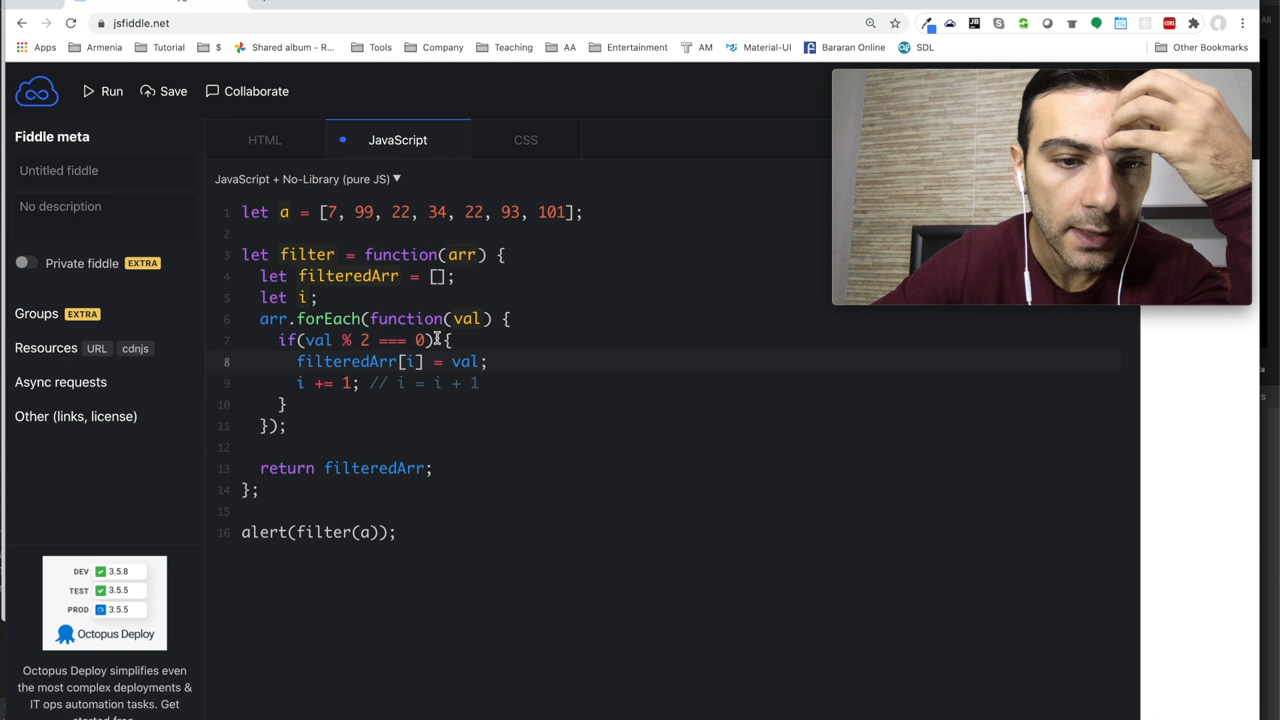 jsfiddle.net
Apps Armenia Tutorial $ Shared album - R... Tools Company Teaching AA Entertainment AM Material-UI Bararan Online SDL Other Bookmarks
Run Save Collaborate
Fiddle meta
Untitled fiddle
No description
Private fiddle EXTRA
Groups EXTRA
Resources URL cdnjs
Async requests
Other (links, license)
DEV 3.5.8
TEST 3.5.5
PROD 3.5.5
Octopus Deploy
Octopus Deploy simplifies even
the most complex deployments &
IT ops automation tasks. Get
started free.
HTML JavaScript CSS
JavaScript + No-Library (pure JS) ▼
1 let a = [7, 99, 22, 34, 22, 93, 101];
2
3 let filter = function(arr) {
4 let filteredArr = [];
5 let i;
6 arr.forEach(function(val) {
7 if(val % 2 === 0) {
8 filteredArr[i] = val;
9 i += 1; // i = i + 1
10 }
11 });
12
13 return filteredArr;
14 };
15
16 alert(filter(a));